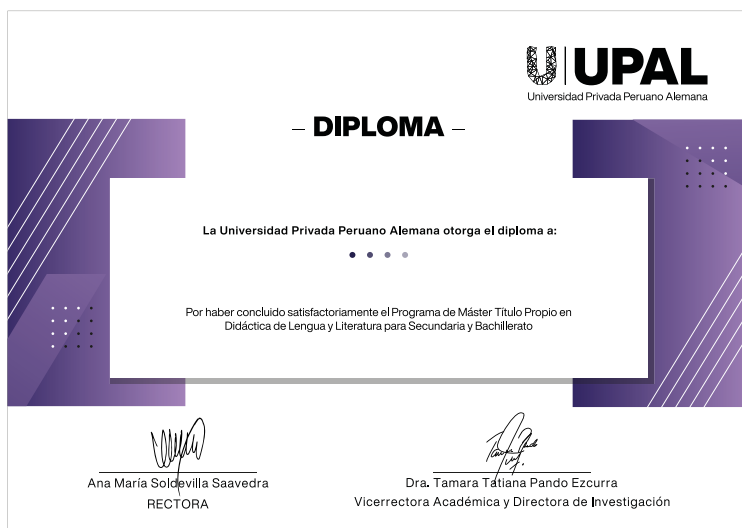 UPAL
Universidad Privada Peruano Alemana
– DIPLOMA –
La Universidad Privada Peruano Alemana otorga el diploma a:
Por haber concluido satisfactoriamente el Programa de Máster Título Propio en
Didáctica de Lengua y Literatura para Secundaria y Bachillerato
Ana María Soldevilla Saavedra
RECTORA
Dra. Tamara Tatiana Pando Ezcurra
Vicerrectora Académica y Directora de Investigación